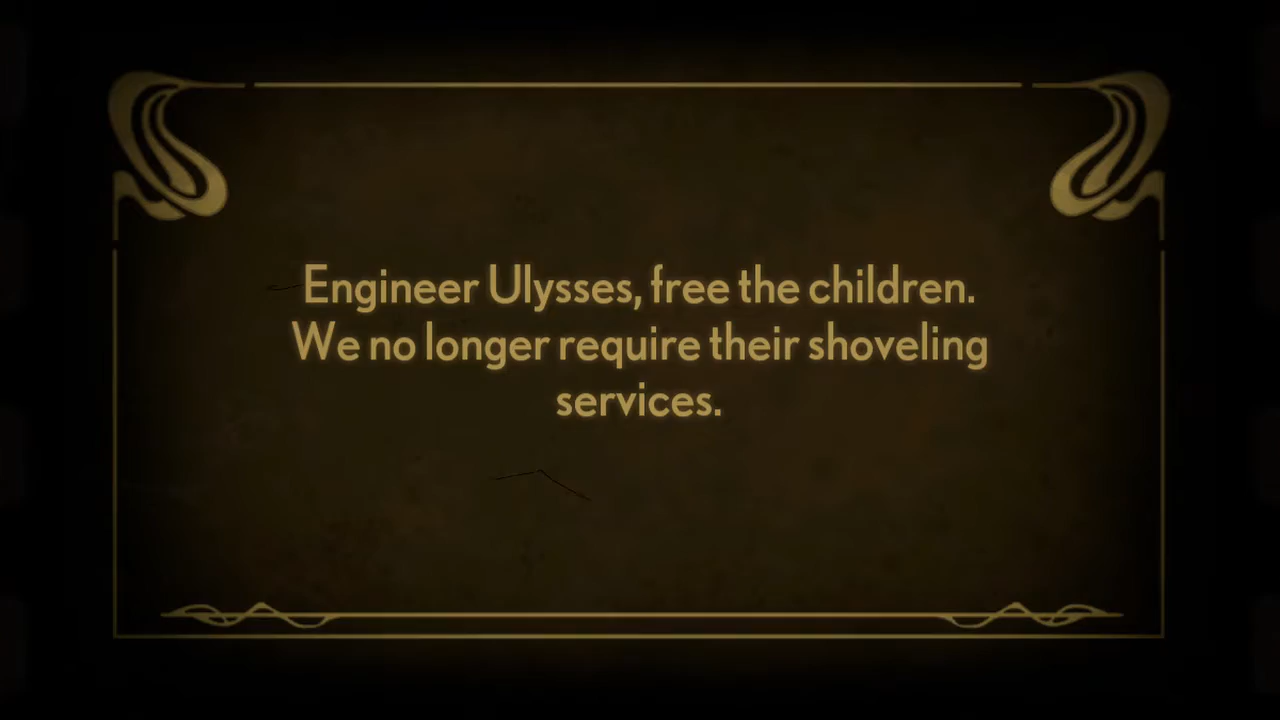 Engineer Ulysses, free the children.
We no longer require their shoveling
services.